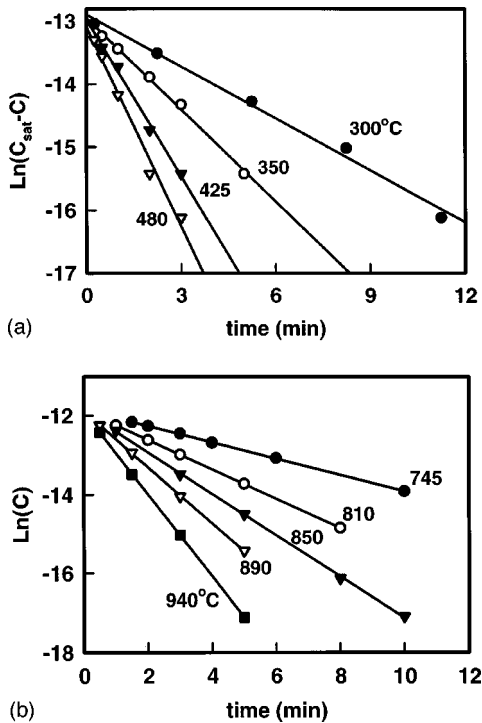 -13
-14
-15
-16
-17
Ln(C_sat-C)
300°C
350
425
480
0 3 6 9 12
time (min)
(a)
-12
-14
-16
-18
Ln(C)
745
810
850
890
940°C
0 2 4 6 8 10 12
time (min)
(b)